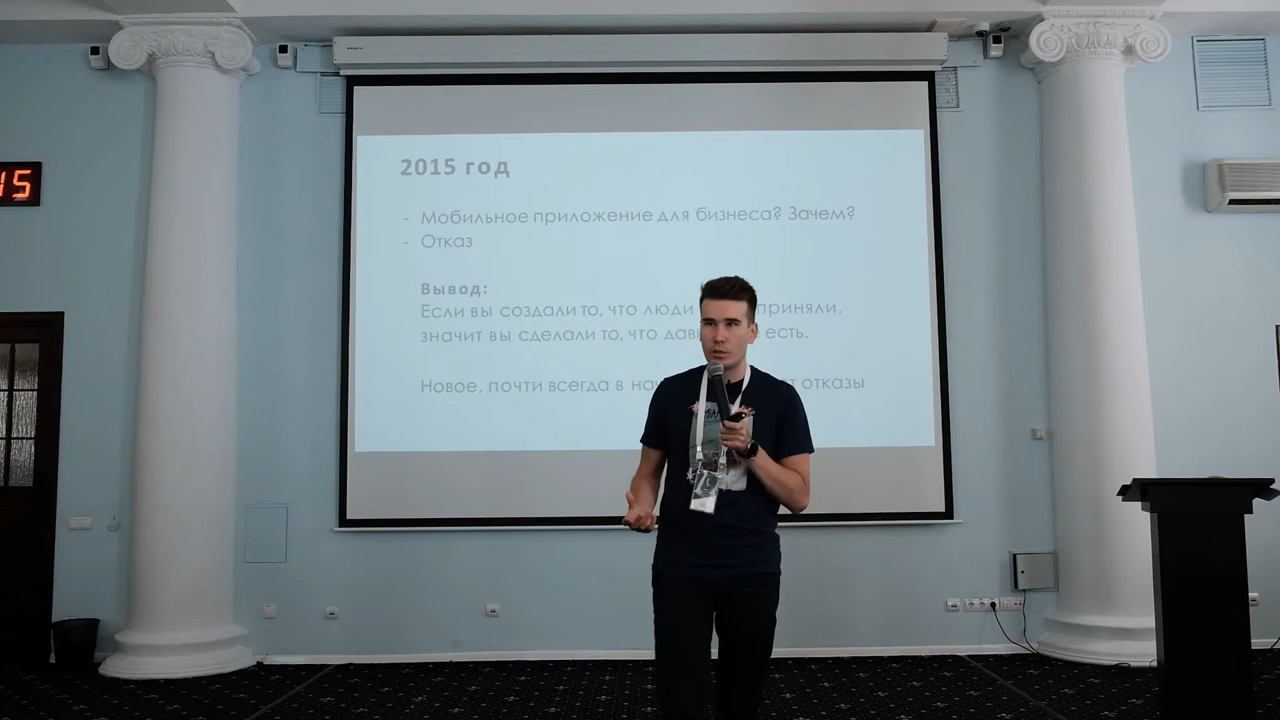 15
2015 год
- Мобильное приложение для бизнеса? Зачем?
- Отказ
Вывод:
Если вы создали то, что люди приняли,
значит вы сделали то, что есть.
Новое, почти всегда в отказы